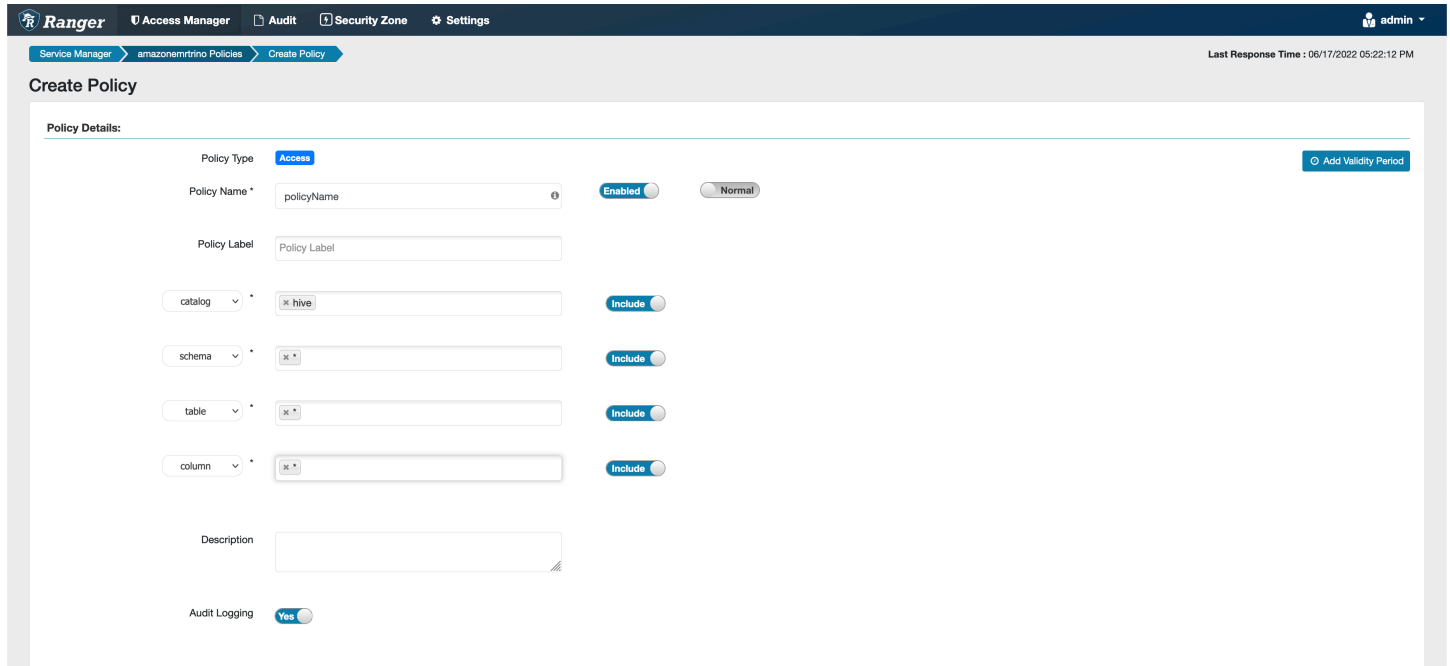 Ranger Access Manager Audit Security Zone Settings admin
Service Manager amazonemrtrino Policies Create Policy Last Response Time : 06/17/2022 05:22:12 PM
Create Policy
Policy Details:
Policy Type Access Add Validity Period
Policy Name * policyName Enabled Normal
Policy Label Policy Label
catalog * × hive Include
schema * × * Include
table * × * Include
column * × * Include
Description
Audit Logging Yes